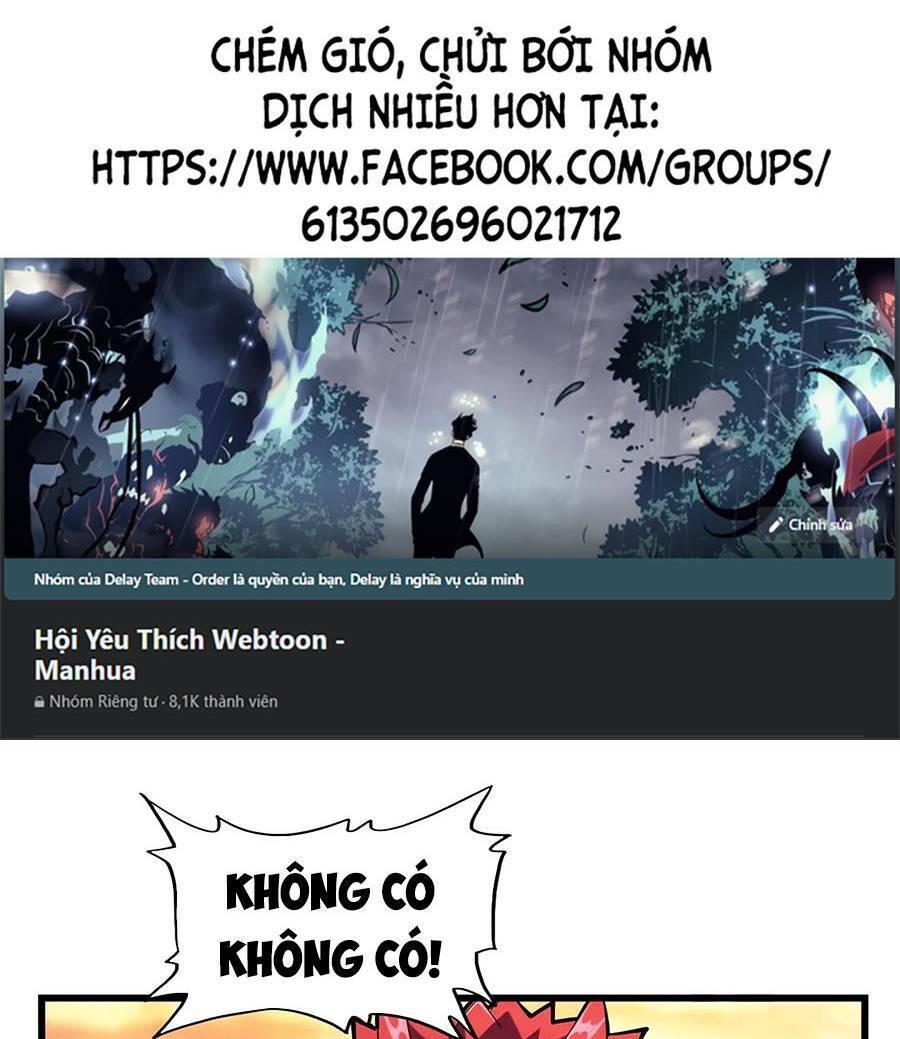 CHÉM GIÓ, CHỬI BỚI NHÓM
DỊCH NHIỀU HƠN TẠI:
HTTPS://WWW.FACEBOOK.COM/GROUPS/
613502696021712
Chỉnh sửa
Nhóm của Delay Team - Order là quyền của bạn, Delay là nghĩa vụ của mình
Hội Yêu Thích Webtoon -
Manhua
Nhóm Riêng tư · 8,1K thành viên
KHÔNG CÓ
KHÔNG CÓ!